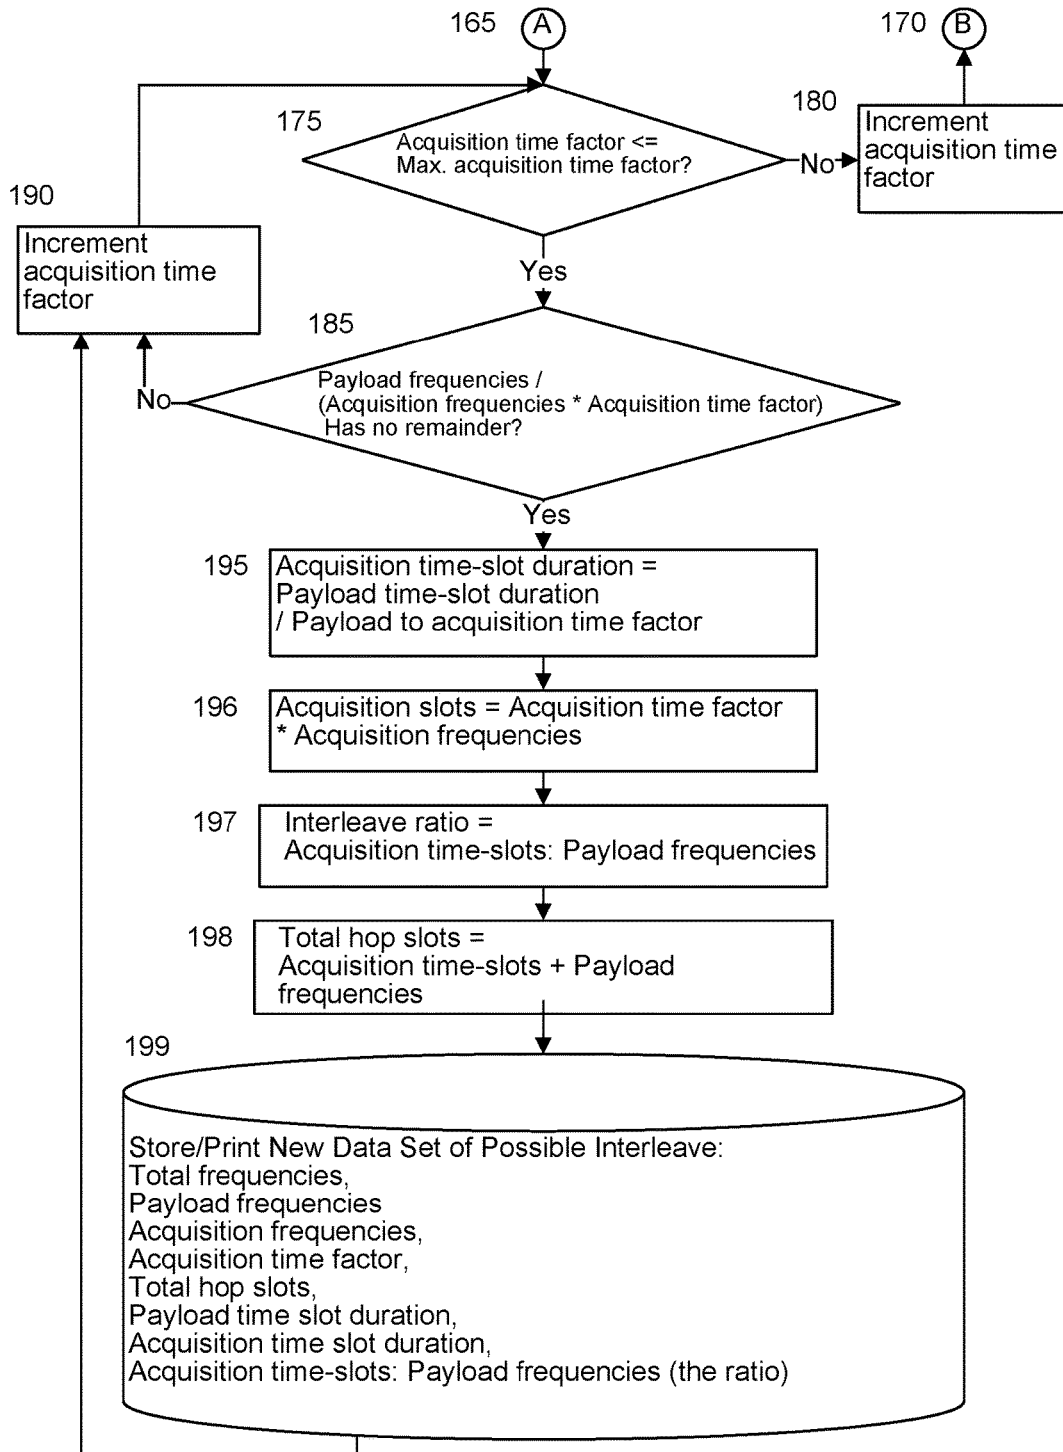 165
A
170
B
175
Acquisition time factor <=
Max. acquisition time factor?
No
180
Increment
acquisition time
factor
190
Increment
acquisition time
factor
Yes
185
Payload frequencies /
(Acquisition frequencies * Acquisition time factor)
Has no remainder?
No
Yes
195
Acquisition time-slot duration =
Payload time-slot duration
/ Payload to acquisition time factor
196
Acquisition slots = Acquisition time factor
* Acquisition frequencies
197
Interleave ratio =
Acquisition time-slots: Payload frequencies
198
Total hop slots =
Acquisition time-slots + Payload
frequencies
199
Store/Print New Data Set of Possible Interleave:
Total frequencies,
Payload frequencies
Acquisition frequencies,
Acquisition time factor,
Total hop slots,
Payload time slot duration,
Acquisition time slot duration,
Acquisition time-slots: Payload frequencies (the ratio)